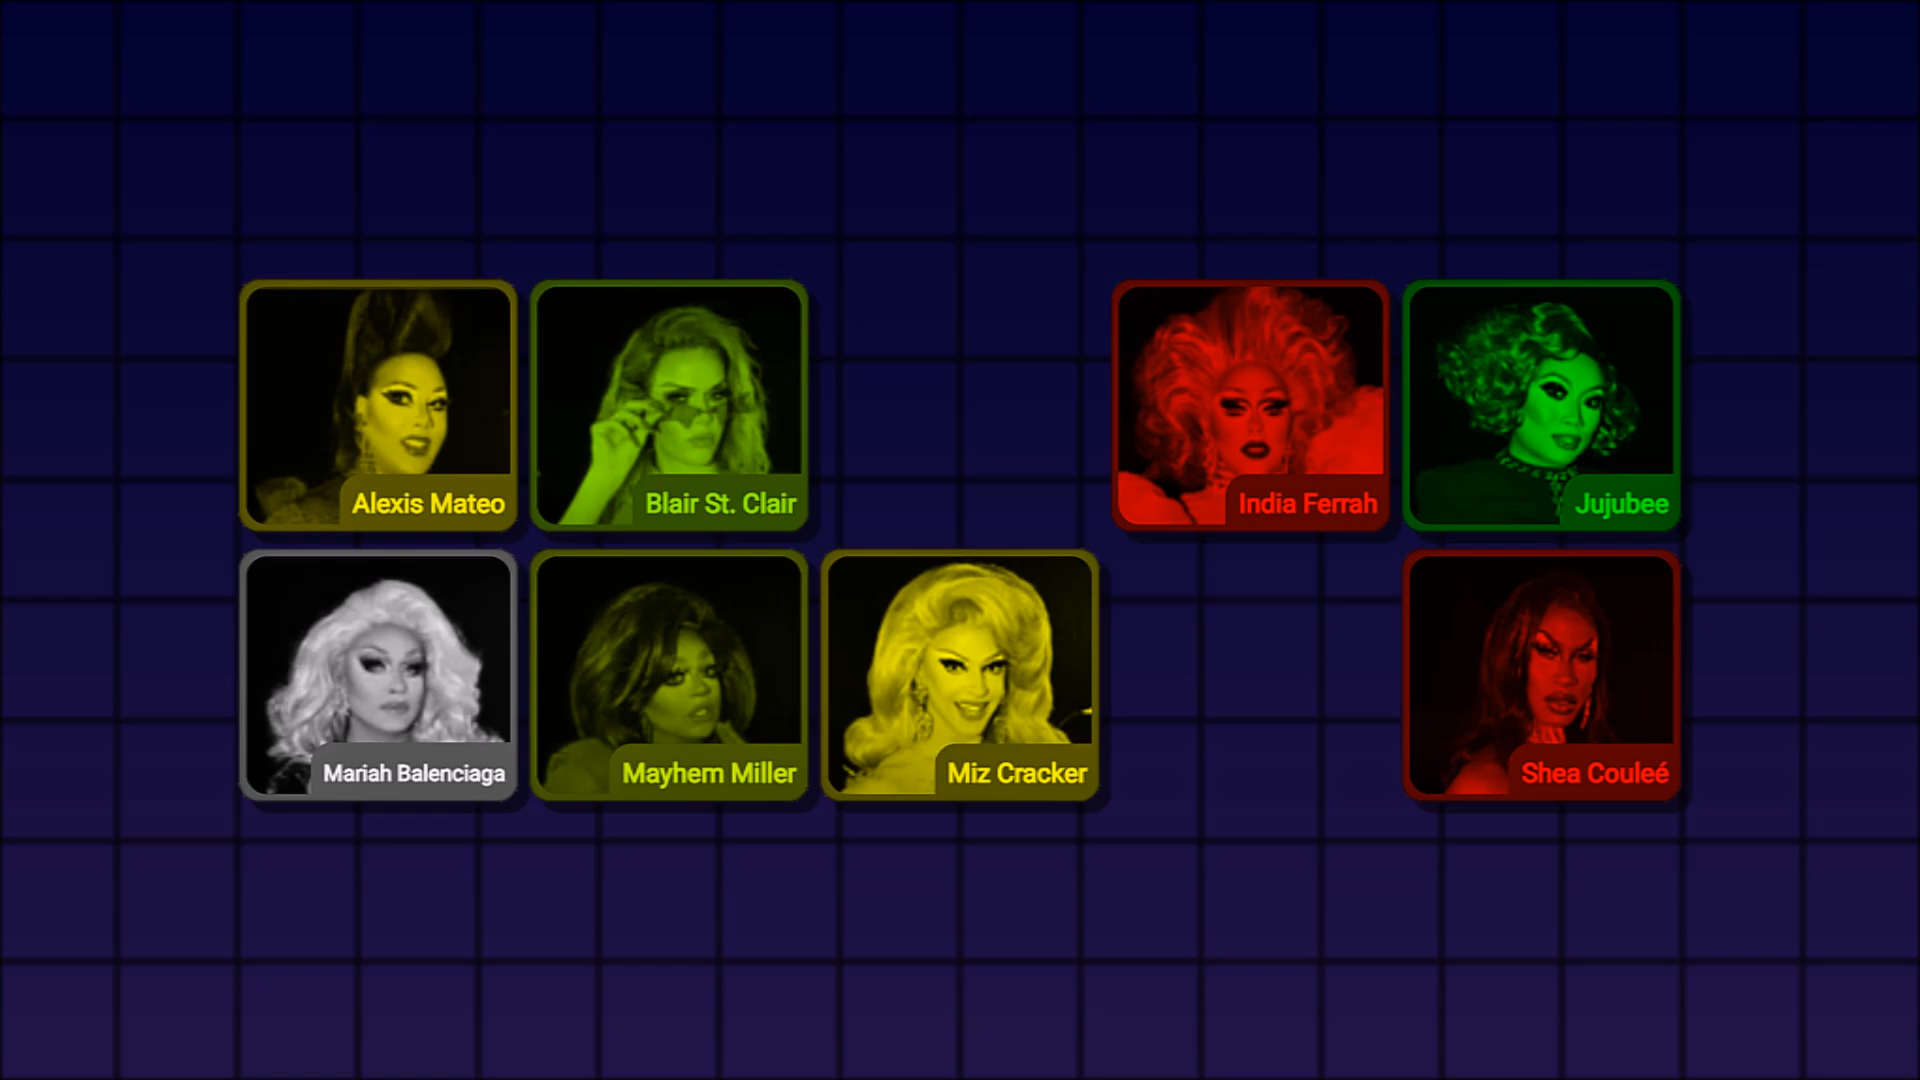 Alexis Mateo
Blair St. Clair
India Ferrah
Jujubee
Mariah Balenciaga
Mayhem Miller
Miz Cracker
Shea Couleé